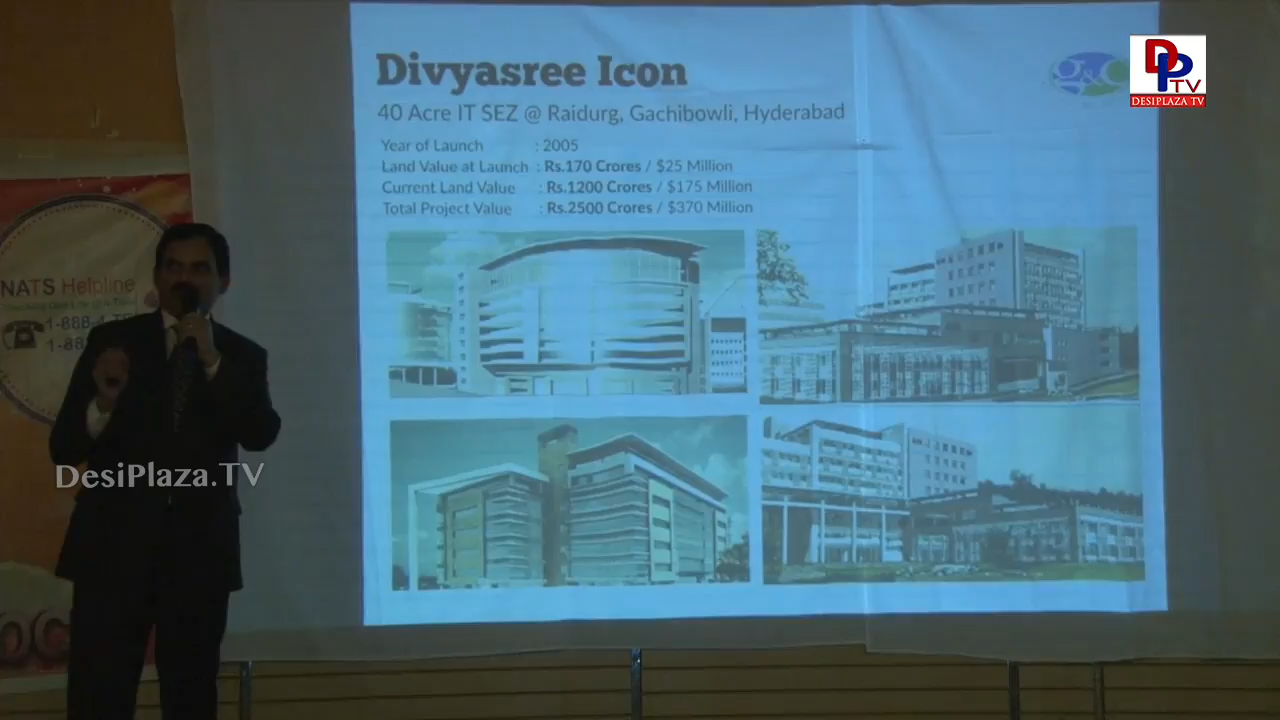 Divyasree Icon
40 Acre IT SEZ @ Raidurg, Gachibowli, Hyderabad
Year of Launch : 2005
Land Value at Launch : Rs.170 Crores / $25 Million
Current Land Value : Rs.1200 Crores / $175 Million
Total Project Value : Rs.2500 Crores / $370 Million
g&c
DP
TV
DESIPLAZA TV
NATS Helpline
1-888-4
DesiPlaza.TV